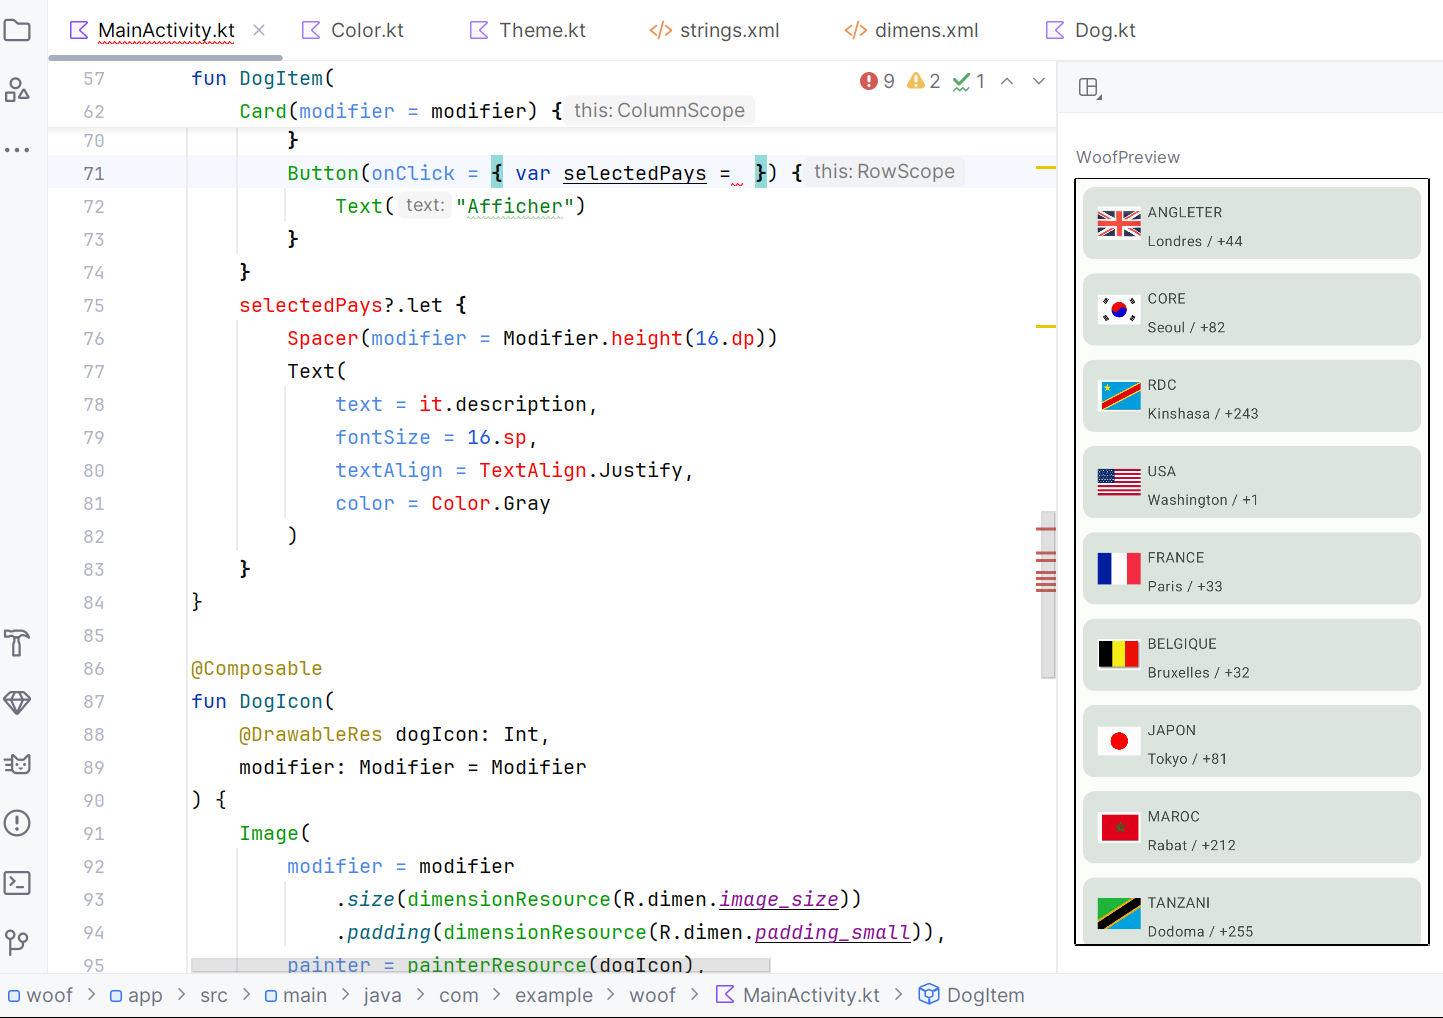 MainActivity.kt
Color.kt
Theme.kt
strings.xml
dimens.xml
Dog.kt
57 fun DogItem(
9 2 1
62 Card(modifier = modifier) { this: ColumnScope
70 }
71 Button(onClick = { var selectedPays = }) { this: RowScope
72 Text( text: "Afficher")
73 }
74 }
75 selectedPays?.let {
76 Spacer(modifier = Modifier.height(16.dp))
77 Text(
78 text = it.description,
79 fontSize = 16.sp,
80 textAlign = TextAlign.Justify,
81 color = Color.Gray
82 )
83 }
84 }
85
86 @Composable
87 fun DogIcon(
88 @DrawableRes dogIcon: Int,
89 modifier: Modifier = Modifier
90 ) {
91 Image(
92 modifier = modifier
93 .size(dimensionResource(R.dimen.image_size))
94 .padding(dimensionResource(R.dimen.padding_small)),
95 painter = painterResource(dogIcon),
WoofPreview
ANGLETER
Londres / +44
CORE
Seoul / +82
RDC
Kinshasa / +243
USA
Washington / +1
FRANCE
Paris / +33
BELGIQUE
Bruxelles / +32
JAPON
Tokyo / +81
MAROC
Rabat / +212
TANZANI
Dodoma / +255
woof > app > src > main > java > com > example > woof > MainActivity.kt > DogItem